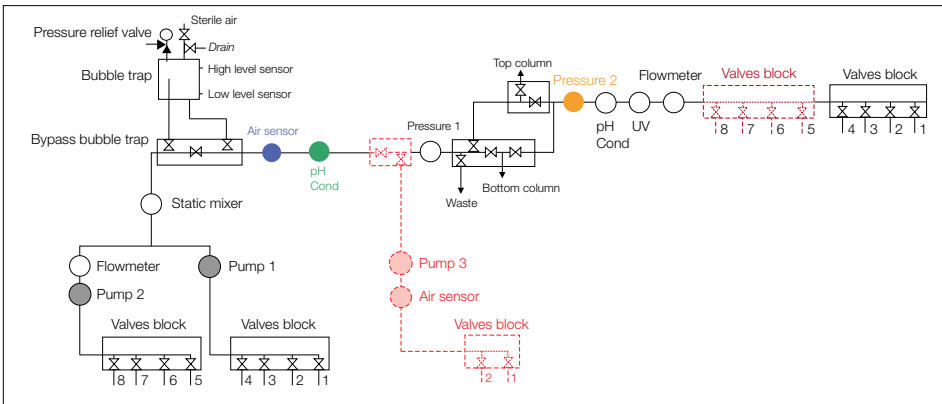 Sterile air
Pressure relief valve
Drain
Bubble trap
High level sensor
Low level sensor
Top column
Pressure 2
Flowmeter
Valves block
Valves block
pH
Cond
UV
8 7 6 5
4 3 2 1
Bypass bubble trap
Air sensor
Pressure 1
pH
Cond
Bottom column
Waste
Static mixer
Flowmeter
Pump 1
Pump 3
Pump 2
Air sensor
Valves block
Valves block
Valves block
8 7 6 5
4 3 2 1
2 1